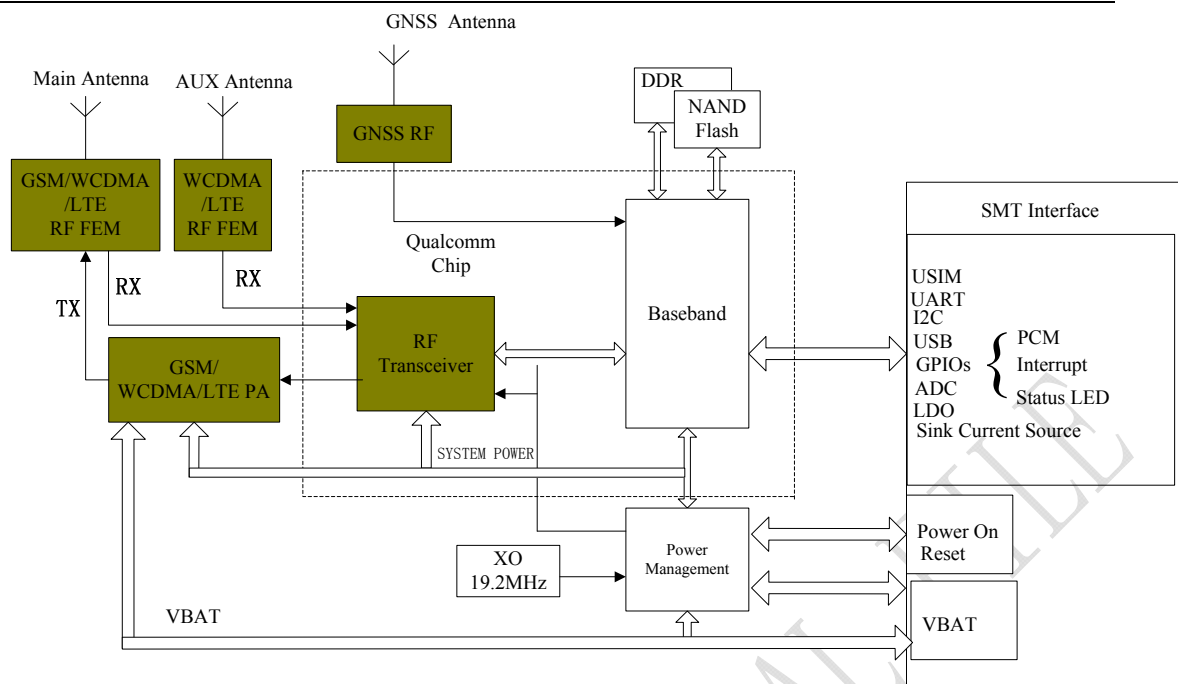 GNSS Antenna
Main Antenna
AUX Antenna
DDR
NAND
Flash
GNSS RF
GSM/WCDMA
/LTE
RF FEM
WCDMA
/LTE
RF FEM
SMT Interface
Qualcomm
Chip
TX
RX
RX
Baseband
RF
Transceiver
USIM
UART
I2C
USB
GPIOs
ADC
LDO
Sink Current Source
PCM
Interrupt
Status LED
GSM/
WCDMA/LTE PA
SYSTEM POWER
XO
19.2MHz
Power
Management
Power On
Reset
VBAT
VBAT